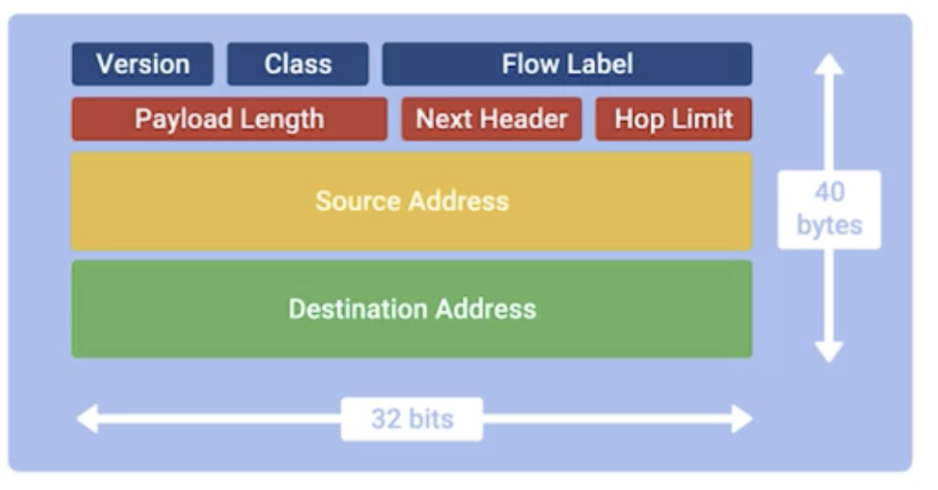 Version Class Flow Label
Payload Length Next Header Hop Limit
Source Address
40
bytes
Destination Address
32 bits